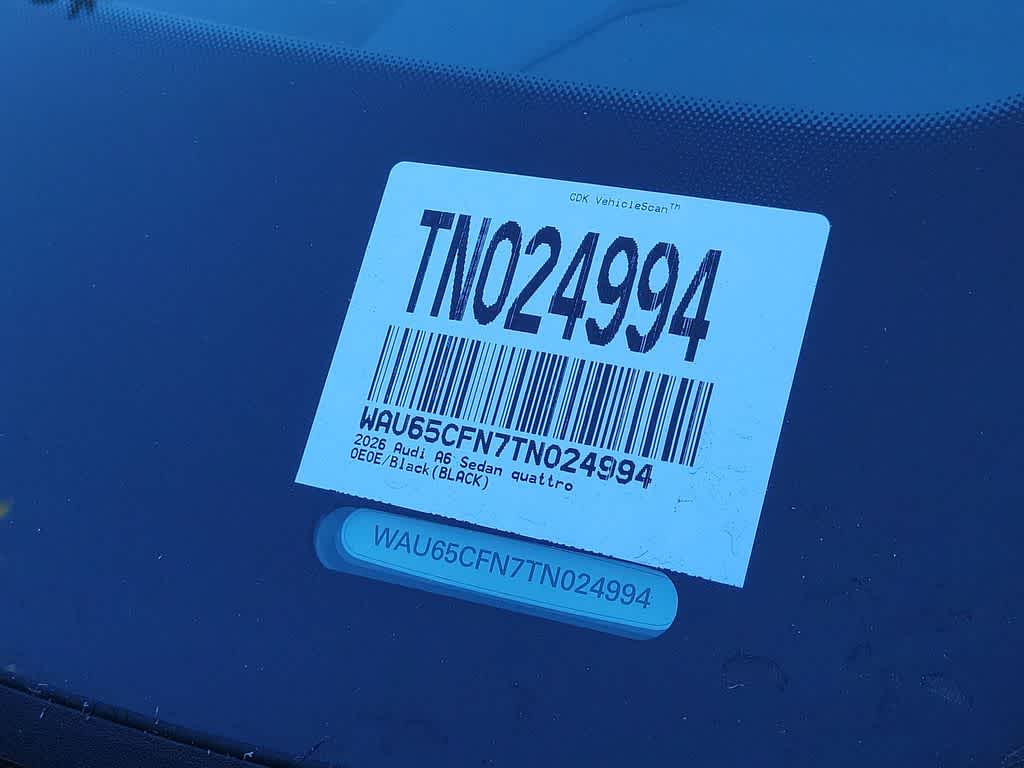 CDK VehicleScan™
TN024994
WAU65CFN7TN024994
2026 Audi A6 Sedan quattro
0E0E/Black(BLACK)
WAU65CFN7TN024994